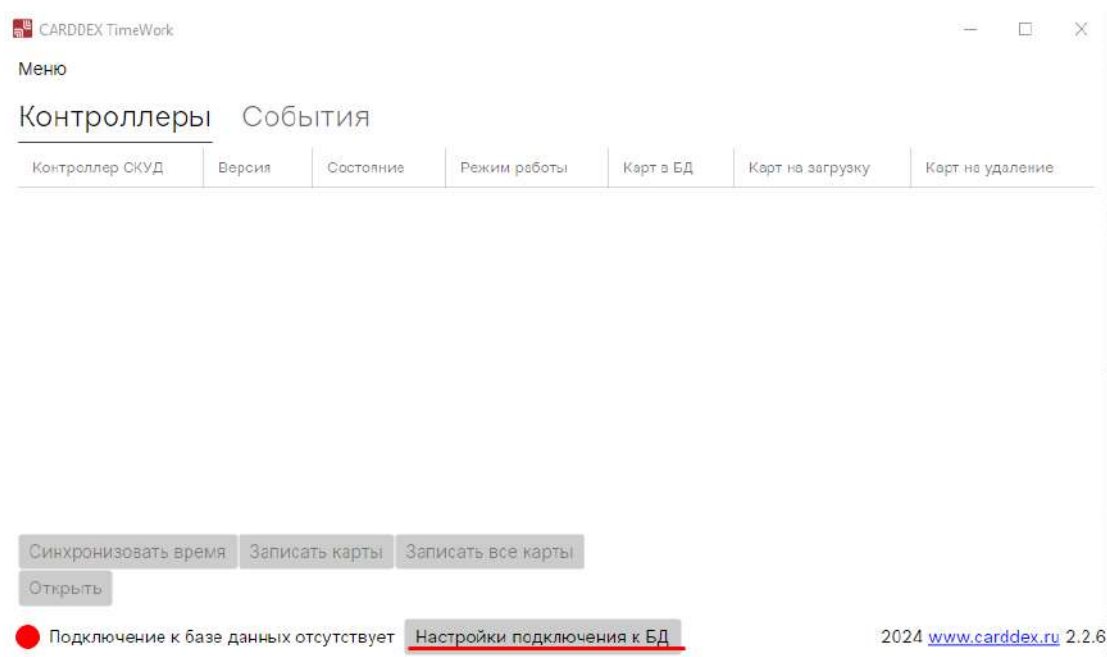 CARDDEX TimeWork
Меню
Контроллеры События
Контроллер СКУД Версия Состояние Режим работы Карт в БД Карт на загрузку Карт на удаление
Синхронизовать время Записать карты Записать все карты
Открыть
Подключение к базе данных отсутствует Настройки подключения к БД 2024 www.carddex.ru 2.2.6